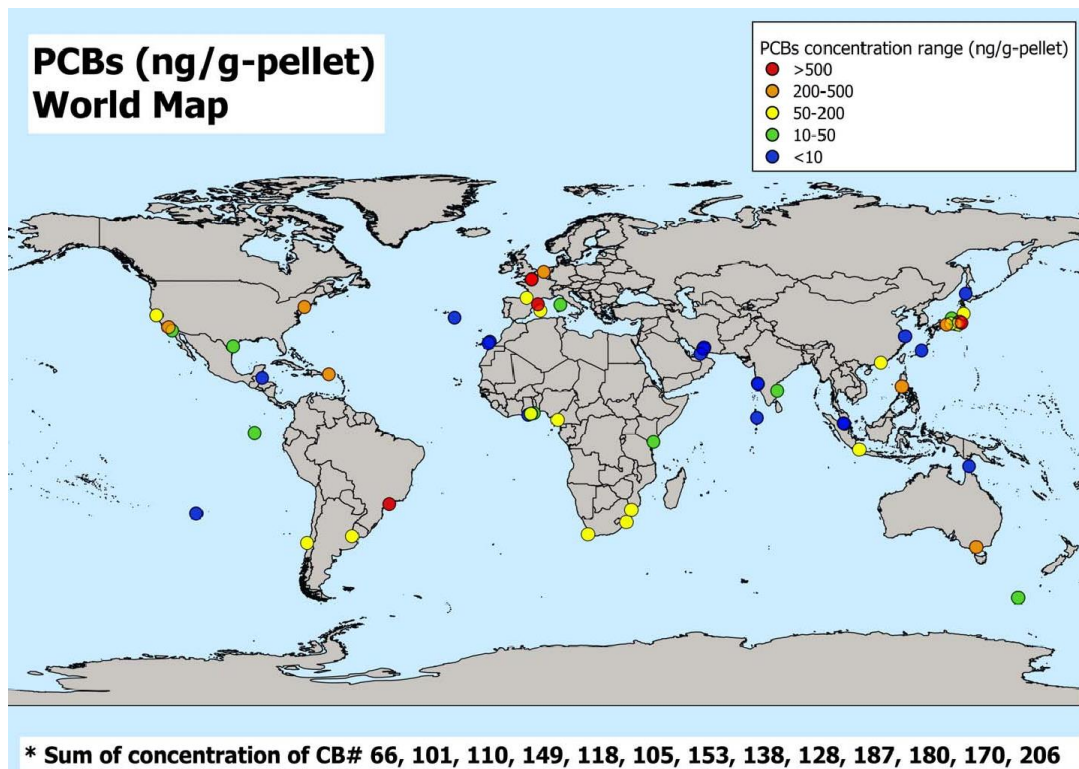 PCBs (ng/g-pellet)
World Map
PCBs concentration range (ng/g-pellet)
>500
200-500
50-200
10-50
<10
* Sum of concentration of CB# 66, 101, 110, 149, 118, 105, 153, 138, 128, 187, 180, 170, 206